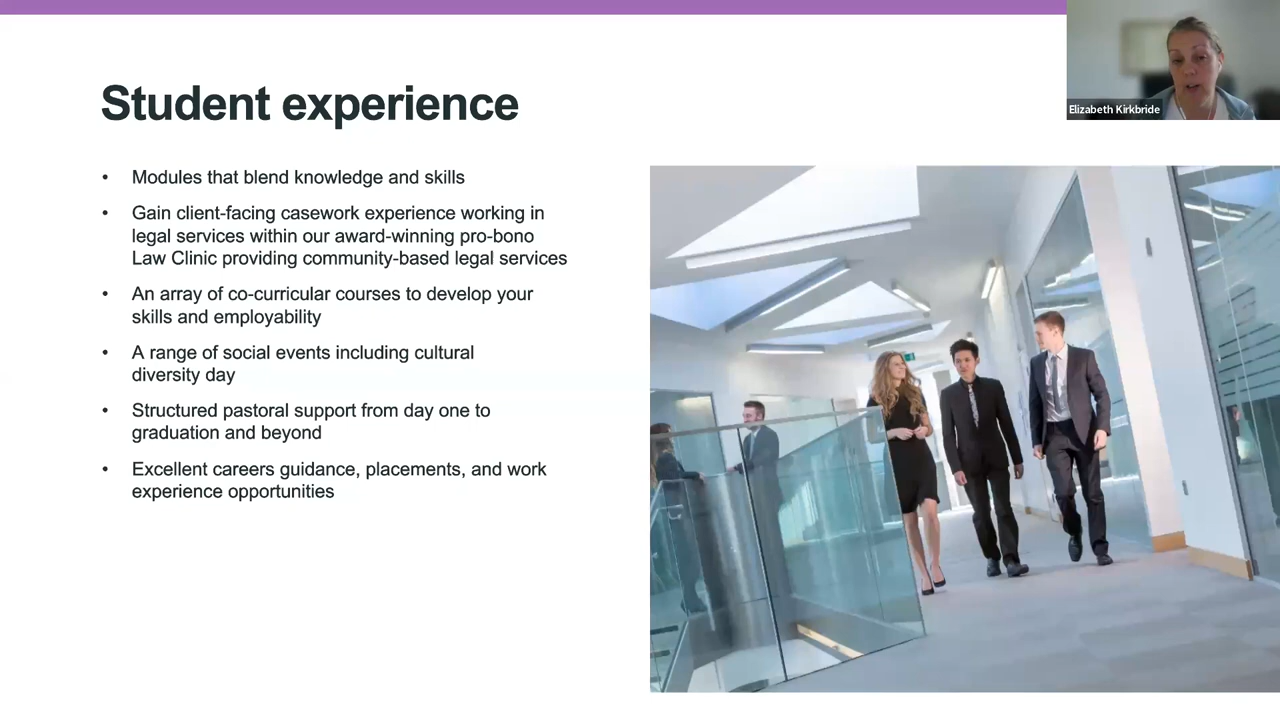 Elizabeth Kirkbride
Student experience
• Modules that blend knowledge and skills
• Gain client-facing casework experience working in
legal services within our award-winning pro-bono
Law Clinic providing community-based legal services
• An array of co-curricular courses to develop your
skills and employability
• A range of social events including cultural
diversity day
• Structured pastoral support from day one to
graduation and beyond
• Excellent careers guidance, placements, and work
experience opportunities